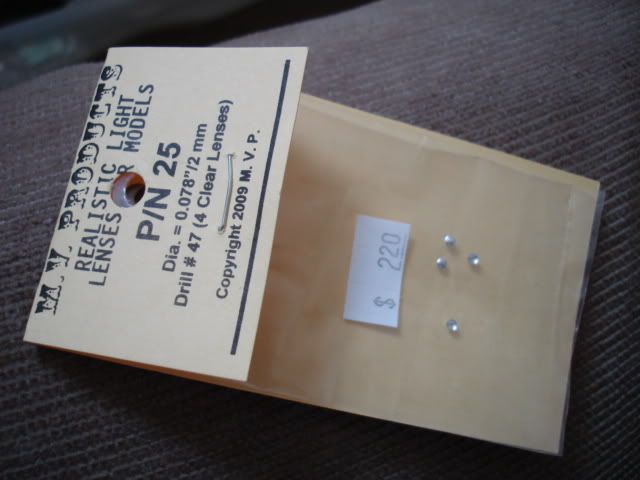 M.V. PRODUCTS
REALISTIC LIGHT
LENSES R MODELS
P/N 25
Dia. = 0.078"/2 mm
Drill # 47 (4 Clear Lenses)
Copyright 2009 M. V. P.
$ 220